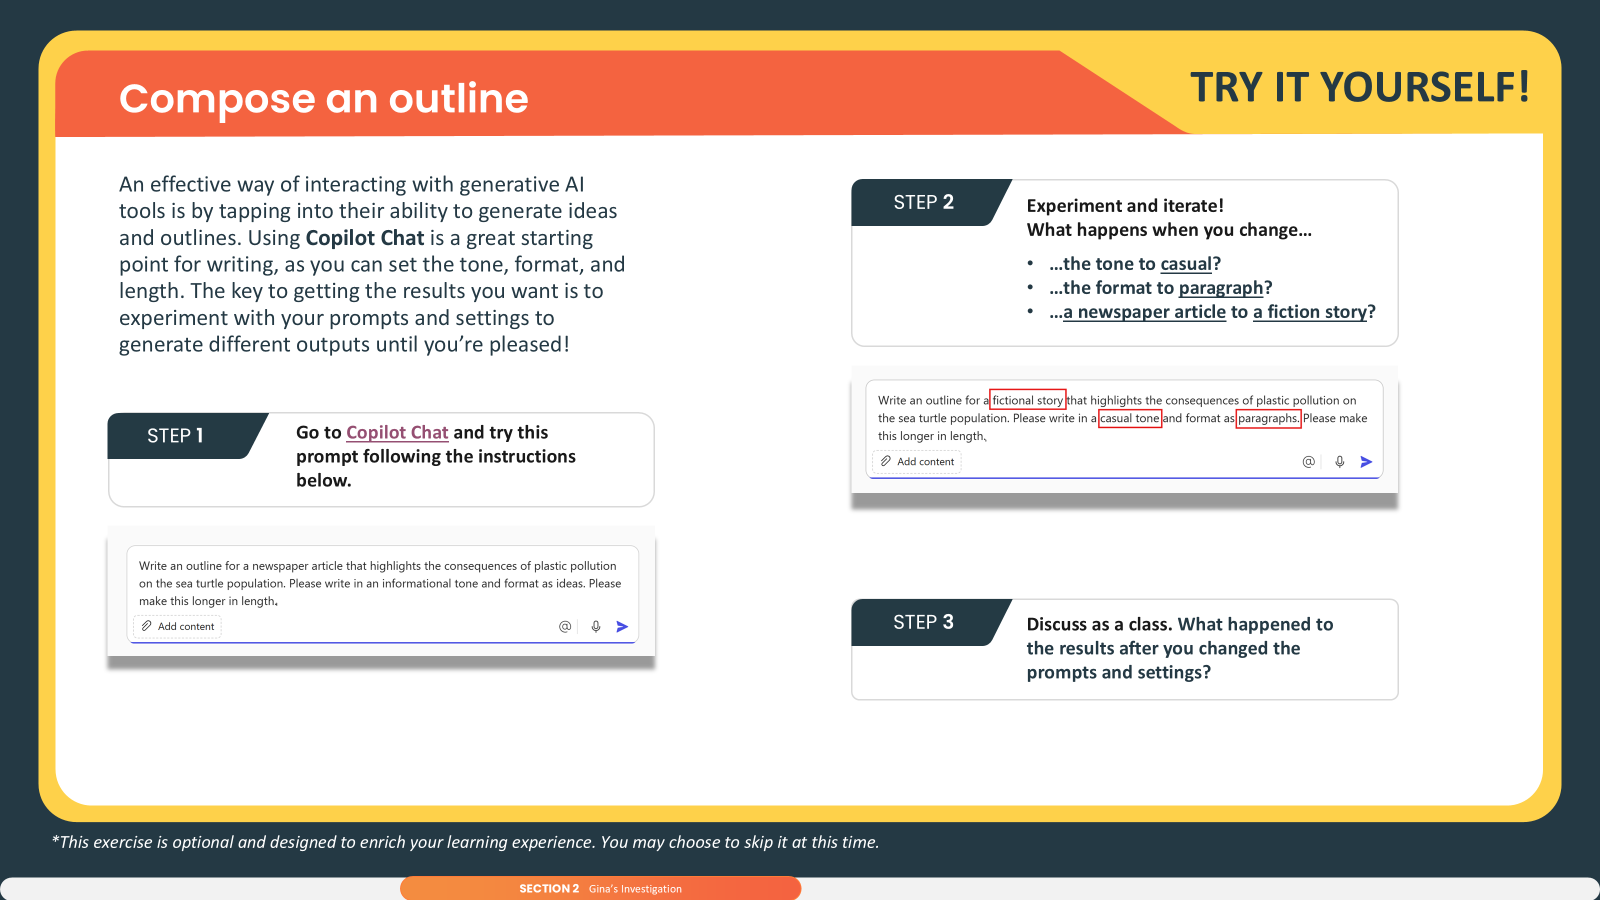 Compose an outline
TRY IT YOURSELF!
An effective way of interacting with generative AI
tools is by tapping into their ability to generate ideas
and outlines. Using Copilot Chat is a great starting
point for writing, as you can set the tone, format, and
length. The key to getting the results you want is to
experiment with your prompts and settings to
generate different outputs until you’re pleased!
STEP 1
Go to Copilot Chat and try this
prompt following the instructions
below.
Write an outline for a newspaper article that highlights the consequences of plastic pollution
on the sea turtle population. Please write in an informational tone and format as ideas. Please
make this longer in length.
Add content
STEP 2
Experiment and iterate!
What happens when you change…
• …the tone to casual?
• …the format to paragraph?
• …a newspaper article to a fiction story?
Write an outline for a fictional story that highlights the consequences of plastic pollution on
the sea turtle population. Please write in a casual tone and format as paragraphs. Please make
this longer in length.
Add content
STEP 3
Discuss as a class. What happened to
the results after you changed the
prompts and settings?
*This exercise is optional and designed to enrich your learning experience. You may choose to skip it at this time.
SECTION 2 Gina’s Investigation